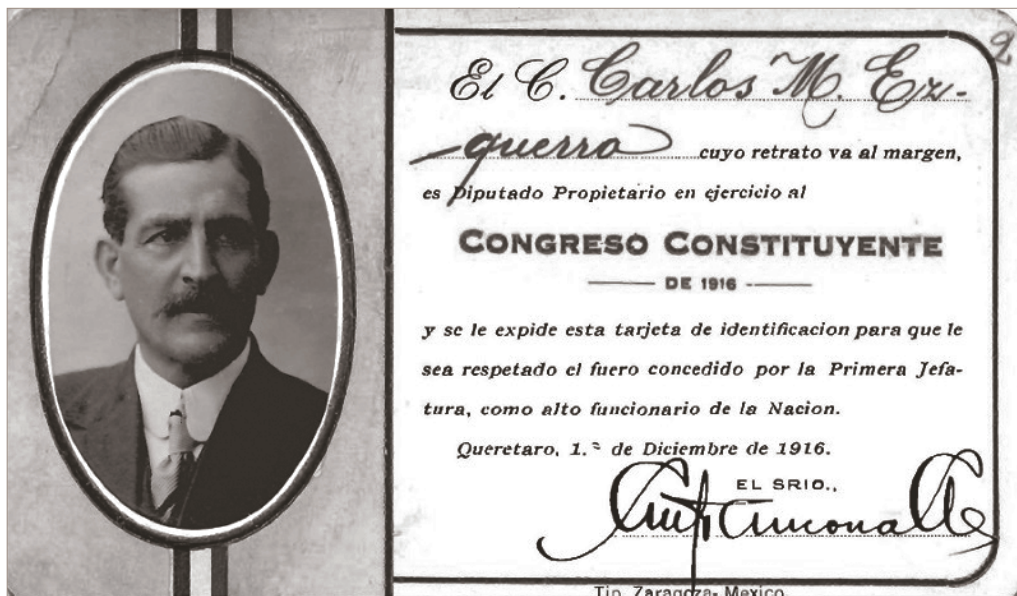 El C. Carlos M. Ez-
querro cuyo retrato va al margen,
es Diputado Propietario en ejercicio al
CONGRESO CONSTITUYENTE
DE 1916
y se le expide esta tarjeta de identificacion para que le
sea respetado el fuero concedido por la Primera Jefa-
tura, como alto funcionario de la Nacion.
Queretaro, 1.º de Diciembre de 1916.
EL SRIO.,
Tip. Zaragoza- Mexico.